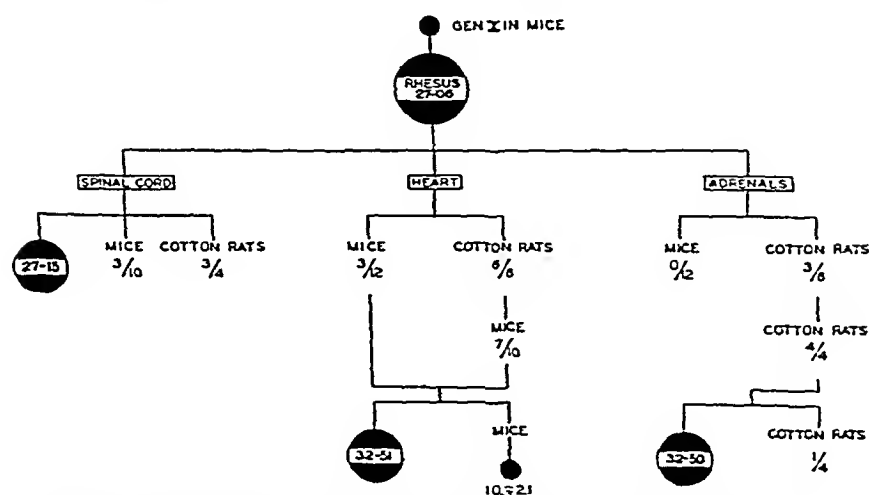 GEN X IN MICE
RHESUS
27-06
SPINAL CORD
HEART
ADRENALS
27-15
MICE
3/10
COTTON RATS
3/4
MICE
3/12
COTTON RATS
6/6
MICE
0/12
COTTON RATS
3/6
MICE
7/10
COTTON RATS
4/4
32-51
MICE
32-50
COTTON RATS
1/4